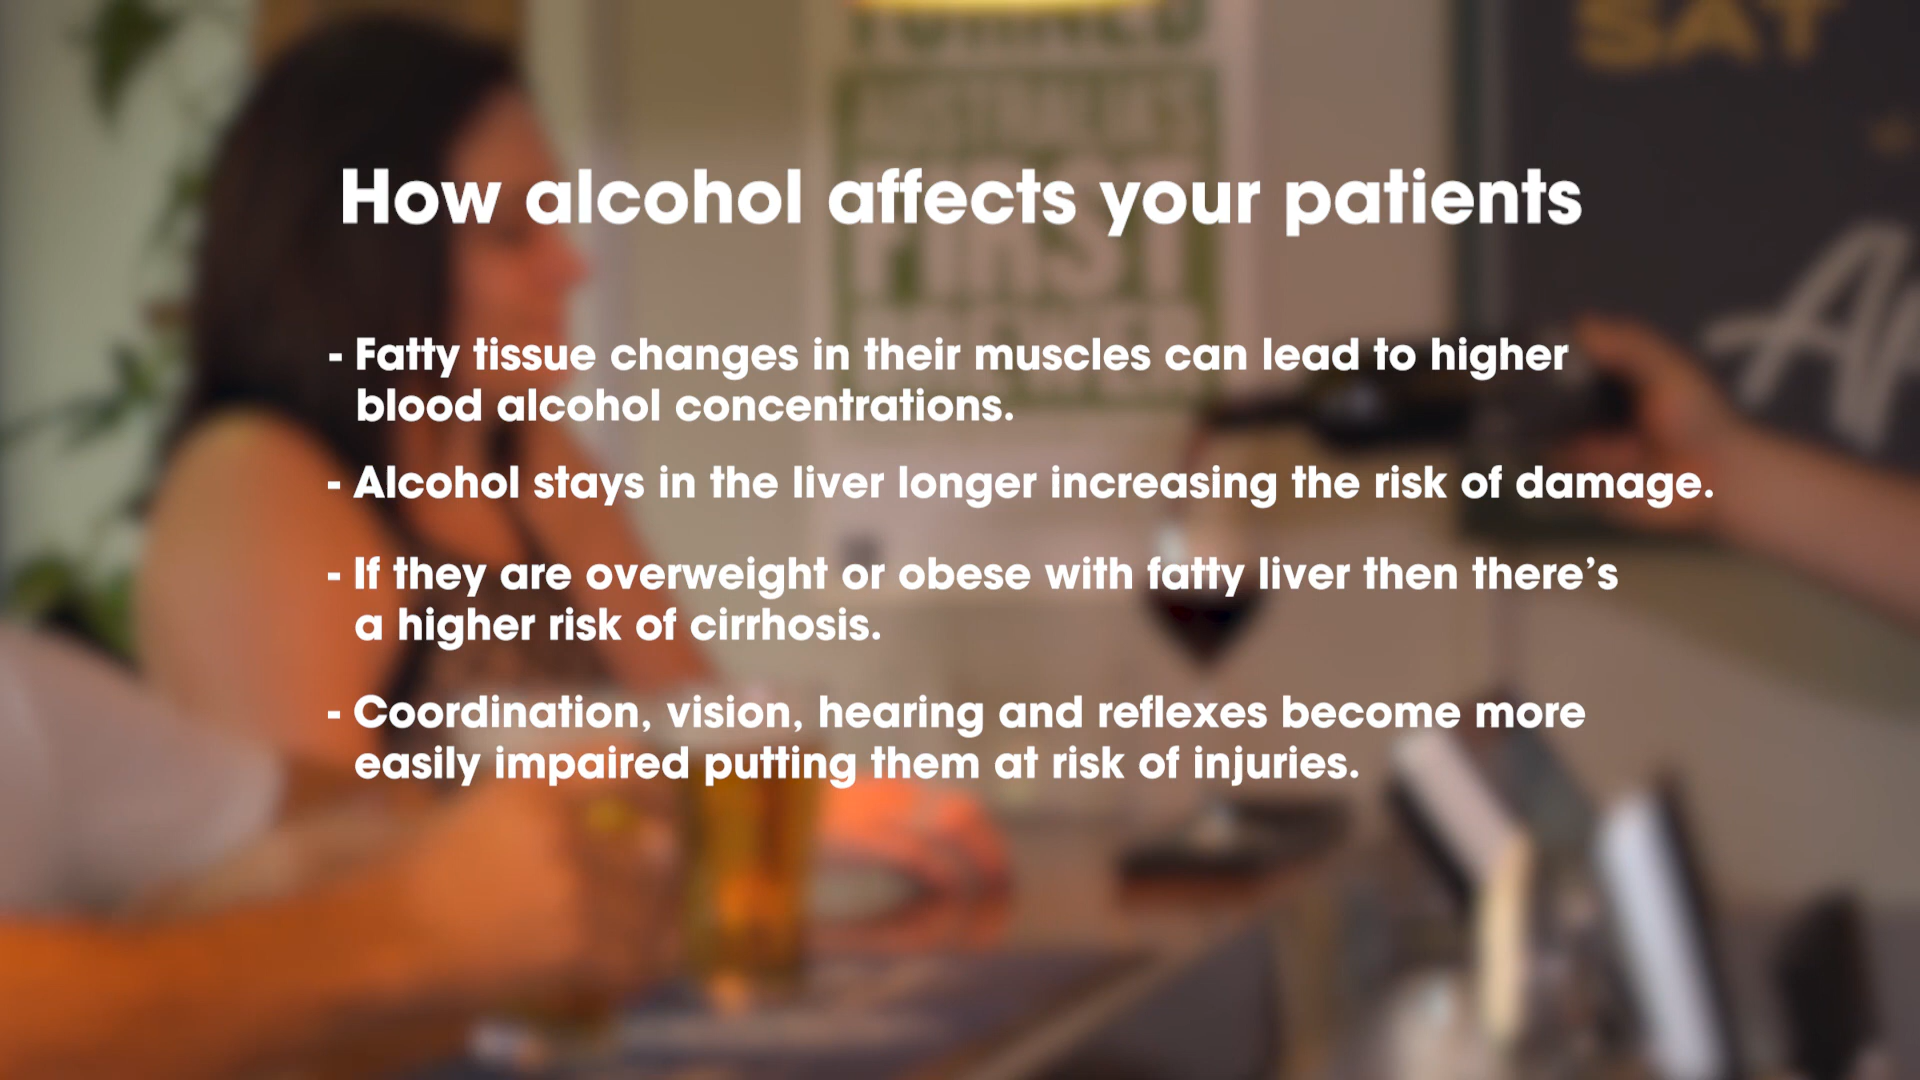 SAT
How alcohol affects your patients
- Fatty tissue changes in their muscles can lead to higher
blood alcohol concentrations.
- Alcohol stays in the liver longer increasing the risk of damage.
- If they are overweight or obese with fatty liver then there's
a higher risk of cirrhosis.
- Coordination, vision, hearing and reflexes become more
easily impaired putting them at risk of injuries.
FIRST